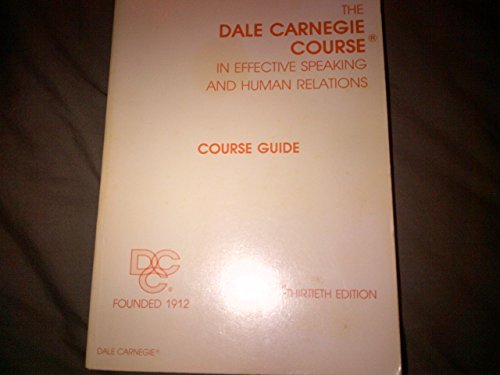 THE
DALE CARNEGIE
COURSE®
IN EFFECTIVE SPEAKING
AND HUMAN RELATIONS
COURSE GUIDE
DCC®
FOUNDED 1912
THIRTIETH EDITION
DALE CARNEGIE®